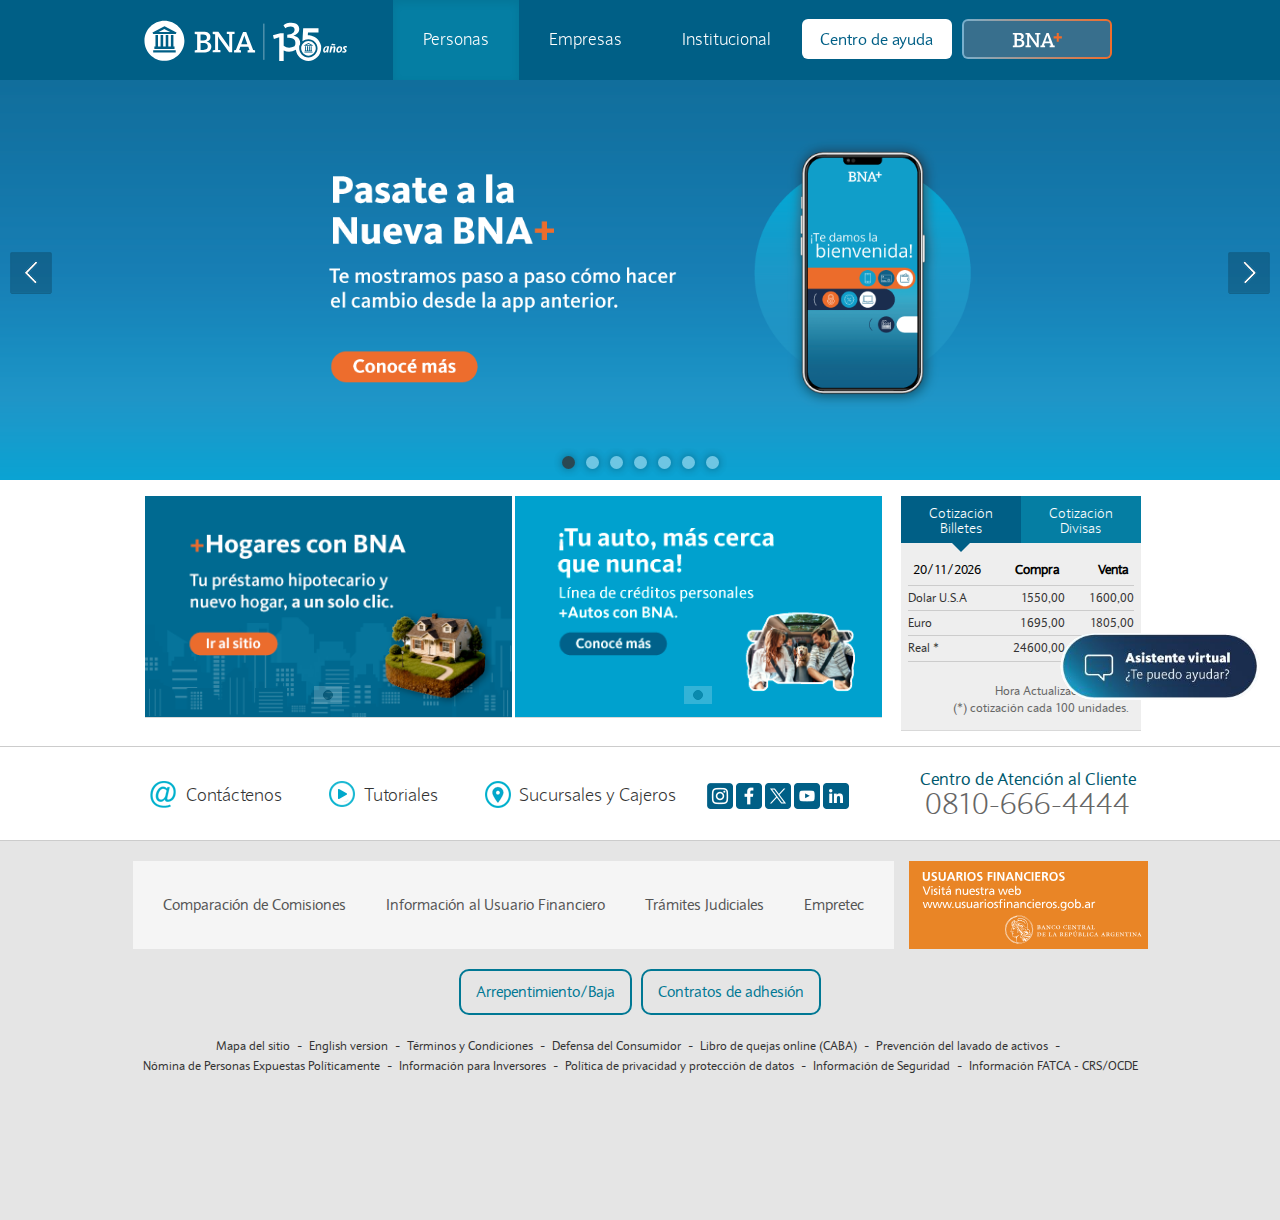 BNA 135 años
Personas
Empresas
Institucional
Centro de ayuda
BNA+
Pasate a la
Nueva BNA+
Te mostramos paso a paso cómo hacer
el cambio desde la app anterior.
Conocé más
BNA+
¡Te damos la
bienvenida!
+Hogares con BNA
Tu préstamo hipotecario y
nuevo hogar, a un solo clic.
Ir al sitio
¡Tu auto, más cerca
que nunca!
Línea de créditos personales
+Autos con BNA.
Conocé más
Cotización
Billetes
Cotización
Divisas
20/11/2026 Compra Venta
Dolar U.S.A 1550,00 1600,00
Euro 1695,00 1805,00
Real * 24600,00
Hora Actualiza
(*) cotización cada 100 unidades.
Asistente virtual
¿Te puedo ayudar?
Contáctenos
Tutoriales
Sucursales y Cajeros
Centro de Atención al Cliente
0810-666-4444
Comparación de Comisiones
Información al Usuario Financiero
Trámites Judiciales
Empretec
USUARIOS FINANCIEROS
Visitá nuestra web
www.usuariosfinancieros.gob.ar
BANCO CENTRAL
DE LA REPÚBLICA ARGENTINA
Arrepentimiento/Baja
Contratos de adhesión
Mapa del sitio - English version - Términos y Condiciones - Defensa del Consumidor - Libro de quejas online (CABA) - Prevención del lavado de activos -
Nómina de Personas Expuestas Políticamente - Información para Inversores - Política de privacidad y protección de datos - Información de Seguridad - Información FATCA - CRS/OCDE